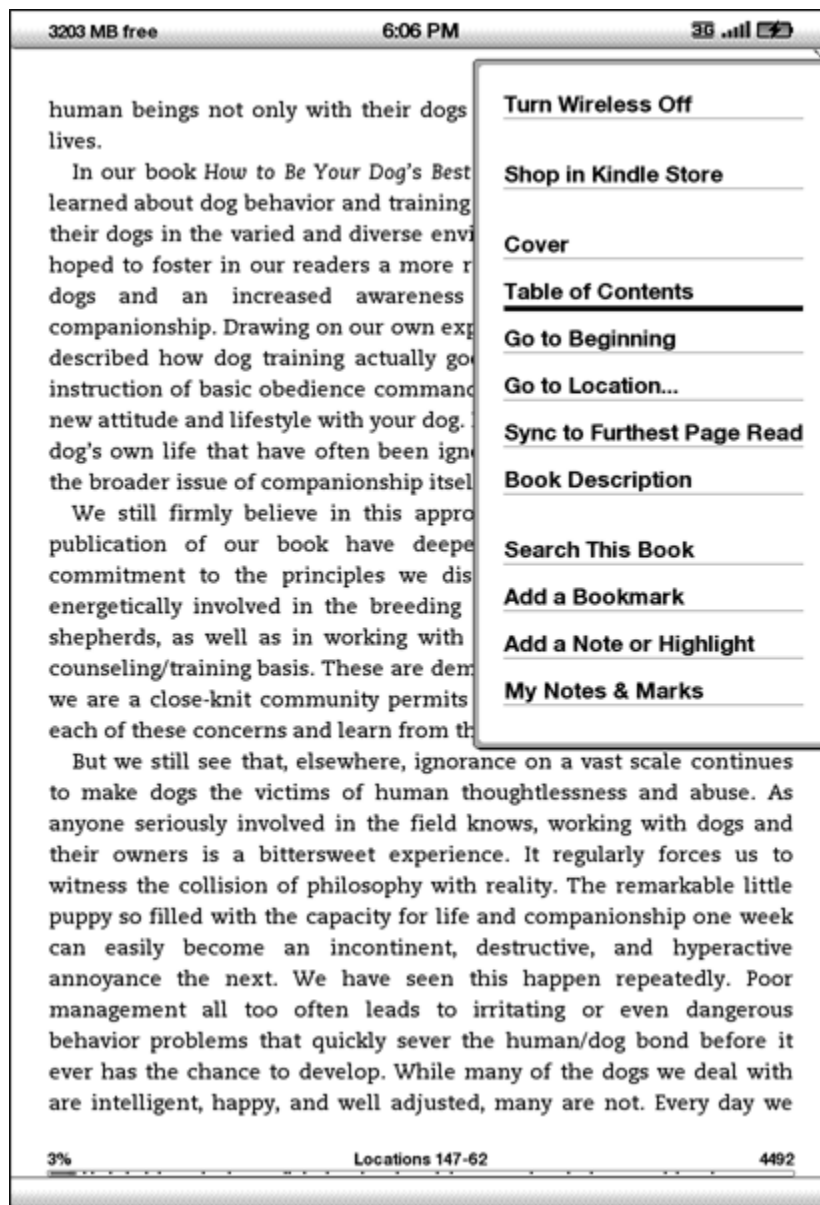 3203 MB free 6:06 PM 3G
human beings not only with their dogs
lives.
In our book How to Be Your Dog's Best
learned about dog behavior and training
their dogs in the varied and diverse
hoped to foster in our readers a more
dogs and an increased awareness
companionship. Drawing on our own
described how dog training actually
instruction of basic obedience
new attitude and lifestyle with your dog.
dog's own life that have often been
the broader issue of companionship
We still firmly believe in this
publication of our book have
commitment to the principles we
energetically involved in the breeding
shepherds, as well as in working with
counseling/training basis. These are
we are a close-knit community permits
each of these concerns and learn from
Turn Wireless Off
Shop in Kindle Store
Cover
Table of Contents
Go to Beginning
Go to Location...
Sync to Furthest Page Read
Book Description
Search This Book
Add a Bookmark
Add a Note or Highlight
My Notes & Marks
But we still see that, elsewhere, ignorance on a vast scale continues
to make dogs the victims of human thoughtlessness and abuse. As
anyone seriously involved in the field knows, working with dogs and
their owners is a bittersweet experience. It regularly forces us to
witness the collision of philosophy with reality. The remarkable little
puppy so filled with the capacity for life and companionship one week
can easily become an incontinent, destructive, and hyperactive
annoyance the next. We have seen this happen repeatedly. Poor
management all too often leads to irritating or even dangerous
behavior problems that quickly sever the human/dog bond before it
ever has the chance to develop. While many of the dogs we deal with
are intelligent, happy, and well adjusted, many are not. Every day we
3% Locations 147-62 4492